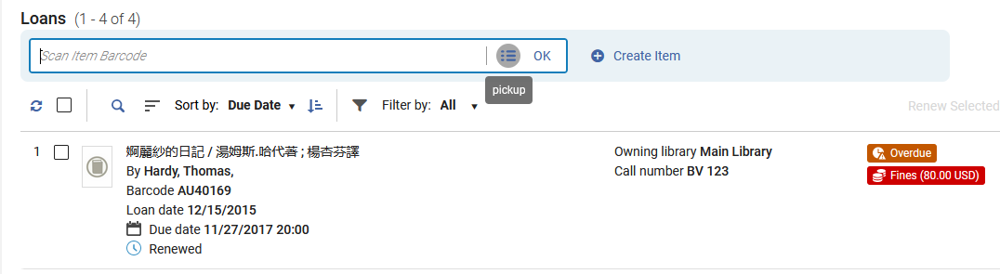 Loans (1 - 4 of 4)
Scan Item Barcode OK Create Item
pickup
Sort by: Due Date Filter by: All Renew Selected
1 婀麗紗的日記 / 湯姆斯.哈代著 ; 楊杏芬譯 Owning library Main Library Overdue
By Hardy, Thomas, Call number BV 123 Fines (80.00 USD)
Barcode AU40169
Loan date 12/15/2015
Due date 11/27/2017 20:00
Renewed